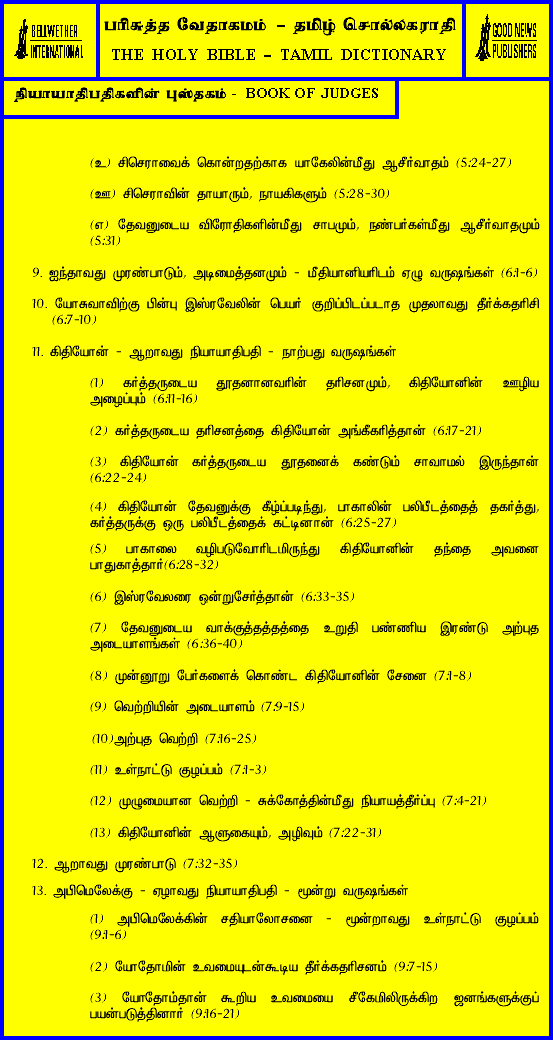 BELLWETHER
INTERNATIONAL
பரிசுத்த வேதாகமம் – தமிழ் சொல்லகராதி
THE HOLY BIBLE – TAMIL DICTIONARY
GOOD NEWS
PUBLISHERS
நியாயாதிபதிகளின் புஸ்தகம் - BOOK OF JUDGES
(உ) சிசெராவைக் கொன்றதற்காக யாகேலின்மீது ஆசீர்வாதம் (5:24-27)
(ஊ) சிசெராவின் தாயாரும், நாயகிகளும் (5:28-30)
(எ) தேவனுடைய விரோதிகளின்மீது சாபமும், நண்பர்கள்மீது ஆசீர்வாதமும்
(5:31)
9. ஐந்தாவது முரண்பாடும், அடிமைத்தனமும் - மீதியானியரிடம் ஏழு வருஷங்கள் (6:1-6)
10. யோசுவாவிற்கு பின்பு இஸ்ரவேலின் பெயர் குறிப்பிடப்படாத முதலாவது தீர்க்கதரிசி
(6:7-10)
11. கிதியோன் - ஆறாவது நியாயாதிபதி - நாற்பது வருஷங்கள்
(1) கர்த்தருடைய தூதனானவரின் தரிசனமும், கிதியோனின் ஊழிய
அழைப்பும் (6:11-16)
(2) கர்த்தருடைய தரிசனத்தை கிதியோன் அங்கீகரித்தான் (6:17-21)
(3) கிதியோன் கர்த்தருடைய தூதனைக் கண்டும் சாவாமல் இருந்தான்
(6:22-24)
(4) கிதியோன் தேவனுக்கு கீழ்ப்படிந்து, பாகாலின் பலிபீடத்தைத் தகர்த்து,
கர்த்தருக்கு ஒரு பலிபீடத்தைக் கட்டினான் (6:25-27)
(5) பாகாலை வழிபடுவோரிடமிருந்து கிதியோனின் தந்தை அவனை
பாதுகாத்தார்(6:28-32)
(6) இஸ்ரவேலரை ஒன்றுசேர்த்தான் (6:33-35)
(7) தேவனுடைய வாக்குத்தத்தத்தை உறுதி பண்ணிய இரண்டு அற்புத
அடையாளங்கள் (6:36-40)
(8) முன்னூறு பேர்களைக் கொண்ட கிதியோனின் சேனை (7:1-8)
(9) வெற்றியின் அடையாளம் (7:9-15)
(10)அற்புத வெற்றி (7:16-25)
(11) உள்நாட்டு குழப்பம் (7:1-3)
(12) முழுமையான வெற்றி - சுக்கோத்தின்மீது நியாயத்தீர்ப்பு (7:4-21)
(13) கிதியோனின் ஆளுகையும், அழிவும் (7:22-31)
12. ஆறாவது முரண்பாடு (7:32-35)
13. அபிமெலேக்கு - ஏழாவது நியாயாதிபதி - மூன்று வருஷங்கள்
(1) அபிமெலேக்கின் சதியாலோசனை - மூன்றாவது உள்நாட்டு குழப்பம்
(9:1-6)
(2) யோதோமின் உவமையுடன்கூடிய தீர்க்கதரிசனம் (9:7-15)
(3) யோதோம்தான் கூறிய உவமையை சீகேமிலிருக்கிற ஜனங்களுக்குப்
பயன்படுத்தினார் (9:16-21)